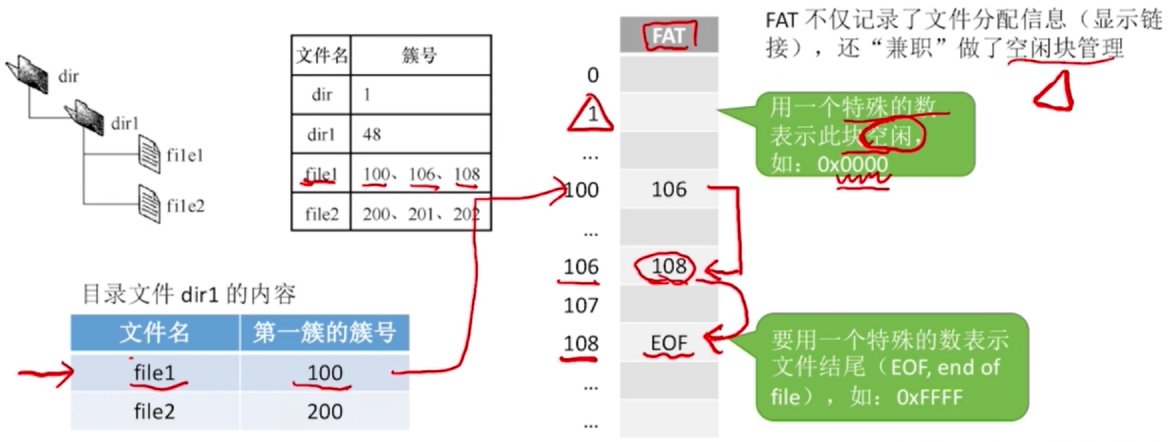 FAT 不仅记录了文件分配信息（显示链
接），还“兼职”做了空闲块管理
dir
dir1
file1
file2
文件名 簇号
dir 1
dir1 48
file1 100、106、108
file2 200、201、202
目录文件 dir1 的内容
文件名 第一簇的簇号
file1 100
file2 200
FAT
0
1
...
100 106
...
106 108
107
108 EOF
...
...
用一个特殊的数
表示此块空闲，
如：0x0000
要用一个特殊的数表示
文件结尾（EOF, end of
file），如：0xFFFF